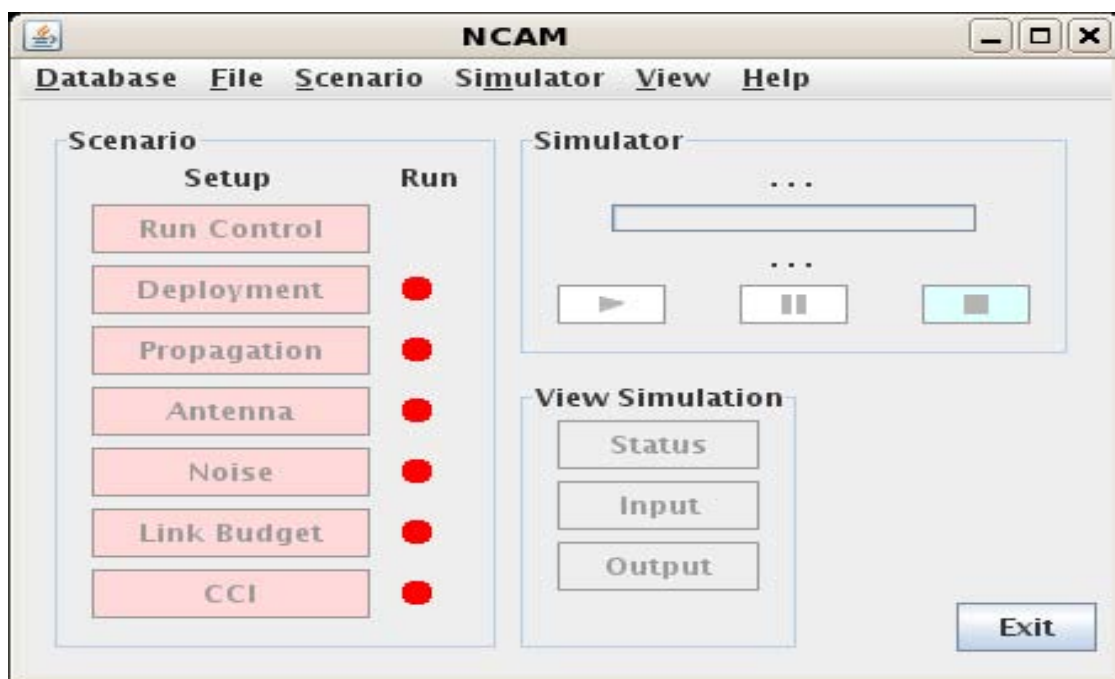 NCAM
Database File Scenario Simulator View Help
Scenario
Setup Run
Run Control
Deployment
Propagation
Antenna
Noise
Link Budget
CCI
Simulator
...
...
View Simulation
Status
Input
Output
Exit